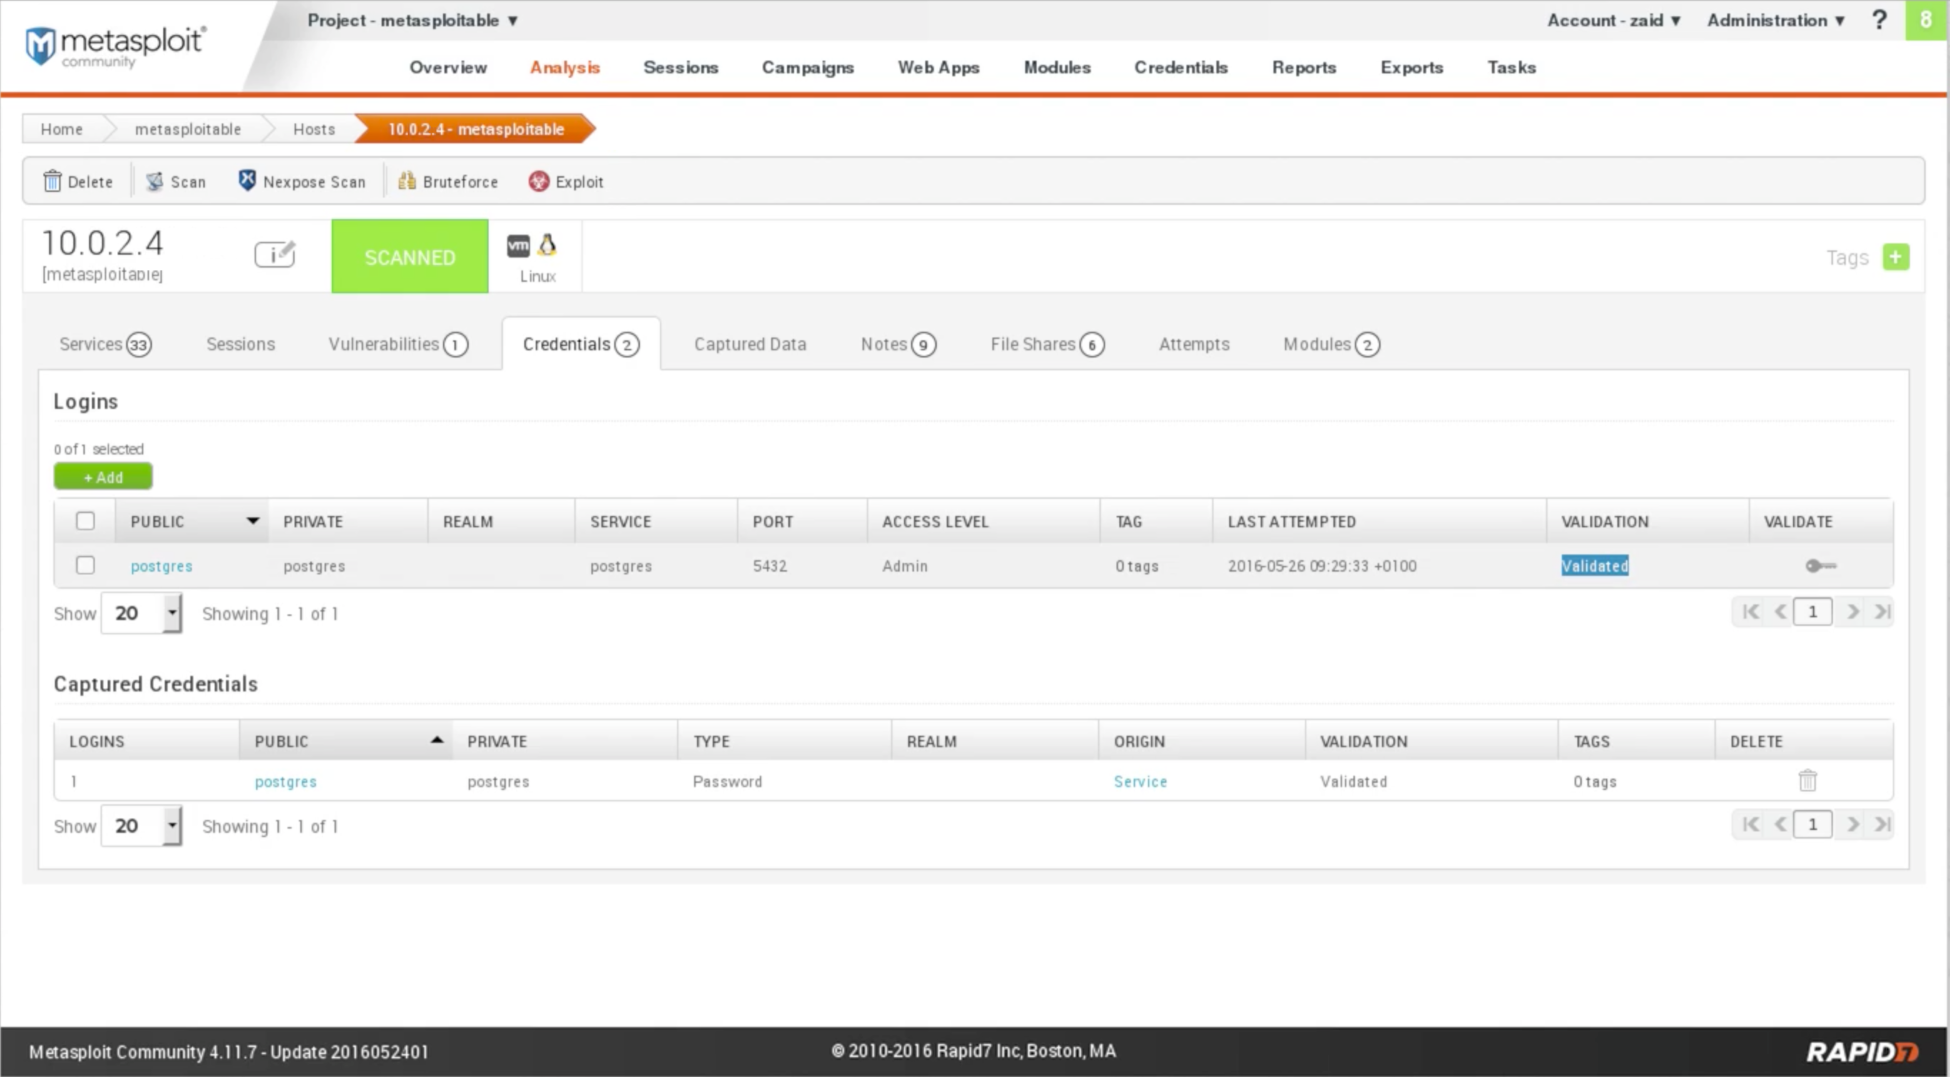 Project - metasploitable ▼
Account - zaid ▼ Administration ▼ ? 8
metasploit®
community
Overview Analysis Sessions Campaigns Web Apps Modules Credentials Reports Exports Tasks
Home metasploitable Hosts 10.0.2.4 - metasploitable
Delete Scan Nexpose Scan Bruteforce Exploit
10.0.2.4
[metasploitable]
i
SCANNED
vm
Linux
Tags +
Services 33 Sessions Vulnerabilities 1 Credentials 2 Captured Data Notes 9 File Shares 6 Attempts Modules 2
Logins
0 of 1 selected
+ Add
PUBLIC PRIVATE REALM SERVICE PORT ACCESS LEVEL TAG LAST ATTEMPTED VALIDATION VALIDATE
postgres postgres postgres 5432 Admin 0 tags 2016-05-26 09:29:33 +0100 Validated
Show 20 Showing 1 - 1 of 1 1
Captured Credentials
LOGINS PUBLIC PRIVATE TYPE REALM ORIGIN VALIDATION TAGS DELETE
1 postgres postgres Password Service Validated 0 tags
Show 20 Showing 1 - 1 of 1 1
Metasploit Community 4.11.7 - Update 2016052401
© 2010-2016 Rapid7 Inc, Boston, MA
RAPID7